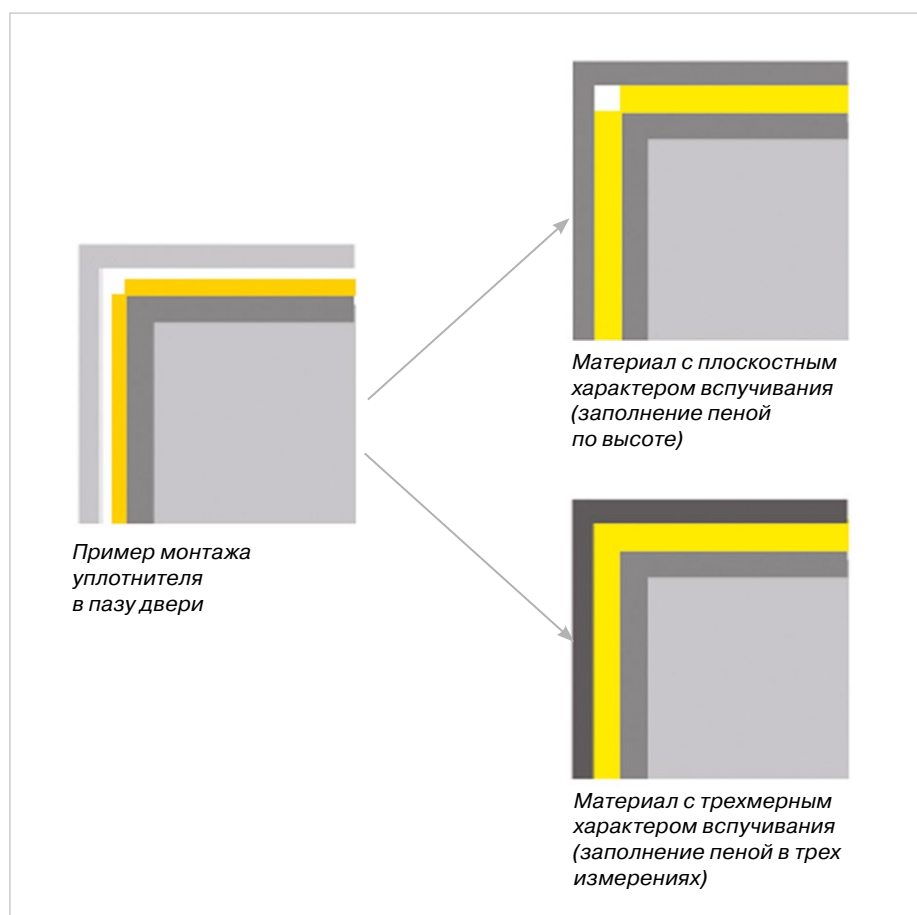 Материал с плоскостным
характером вспучивания
(заполнение пеной
по высоте)
Пример монтажа
уплотнителя
в пазу двери
Материал с трехмерным
характером вспучивания
(заполнение пеной в трех
измерениях)